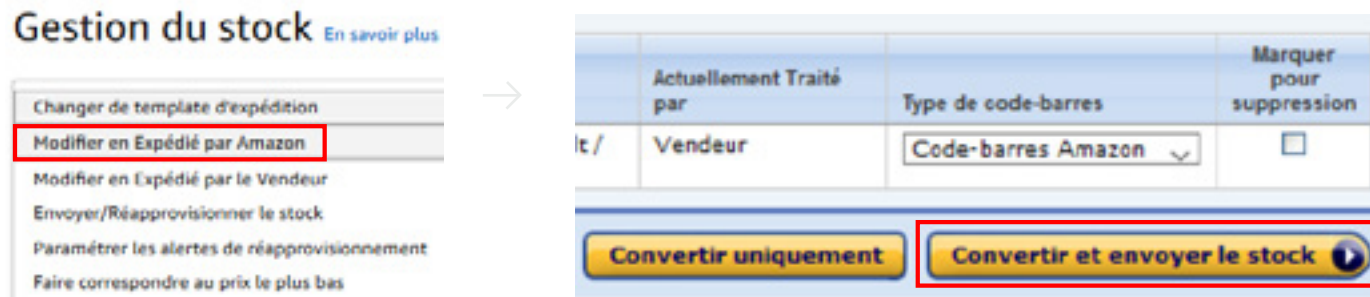 Gestion du stock En savoir plus
Changer de template d'expédition
Modifier en Expédié par Amazon
Modifier en Expédié par le Vendeur
Envoyer/Réapprovisionner le stock
Paramétrer les alertes de réapprovisionnement
Faire correspondre au prix le plus bas
Actuellement Traité
par
Type de code-barres
Marquer
pour
suppression
lt /
Vendeur
Code-barres Amazon
Convertir uniquement
Convertir et envoyer le stock